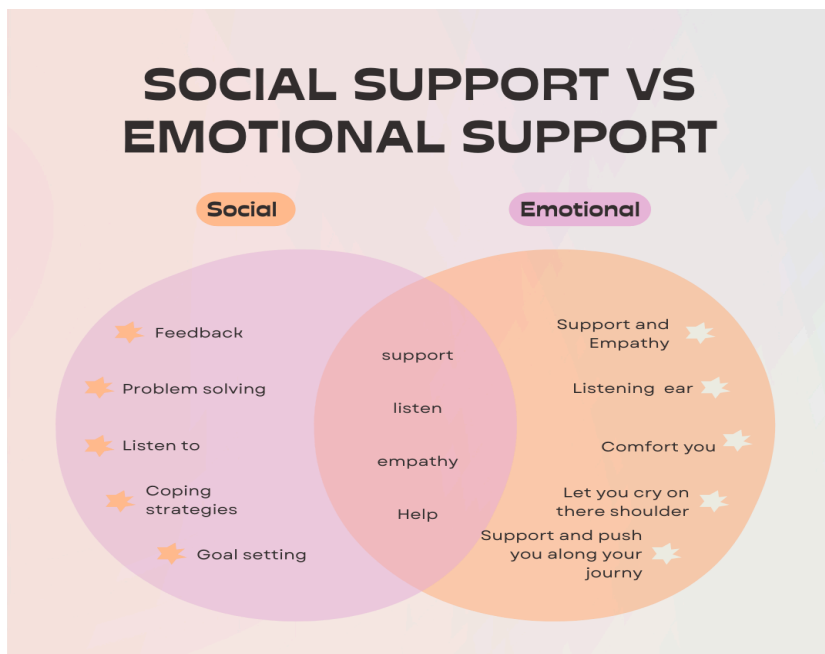 SOCIAL SUPPORT VS
EMOTIONAL SUPPORT
Social
Emotional
Feedback
Problem solving
Listen to
Coping
strategies
Goal setting
support
listen
empathy
Help
Support and
Empathy
Listening ear
Comfort you
Let you cry on
there shoulder
Support and push
you along your
journy